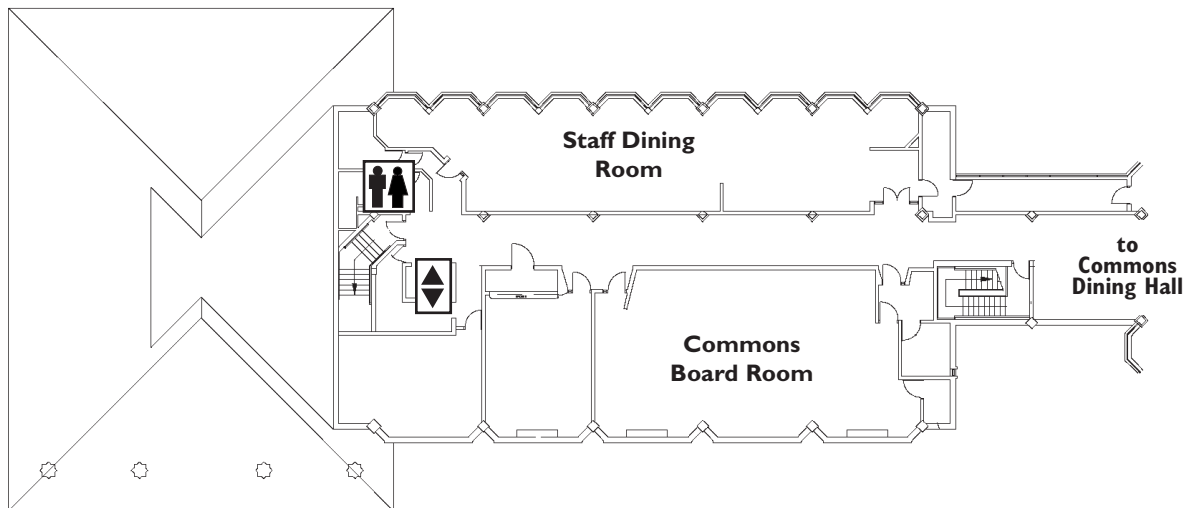 Staff Dining
Room
to
Commons
Dining Hall
Commons
Board Room